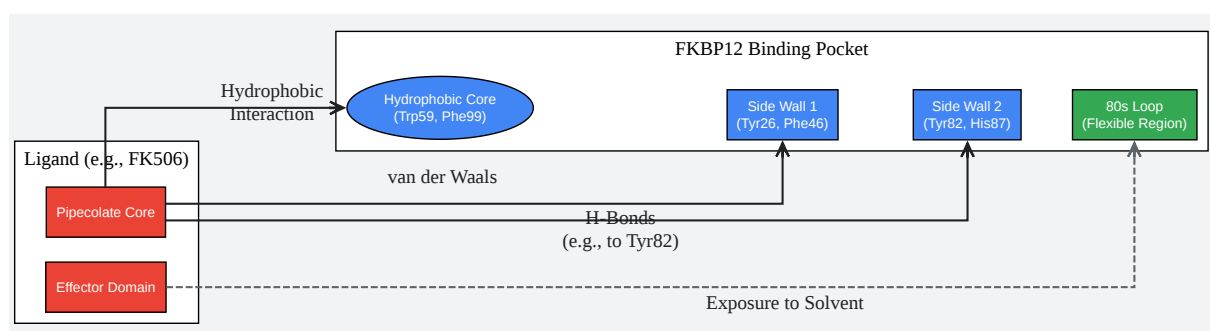 FKBP12 Binding Pocket
Hydrophobic
Interaction
Hydrophobic Core
(Trp59, Phe99)
Side Wall 1
(Tyr26, Phe46)
Side Wall 2
(Tyr82, His87)
80s Loop
(Flexible Region)
Ligand (e.g., FK506)
van der Waals
Pipecolate Core
H-Bonds
(e.g., to Tyr82)
Effector Domain
Exposure to Solvent